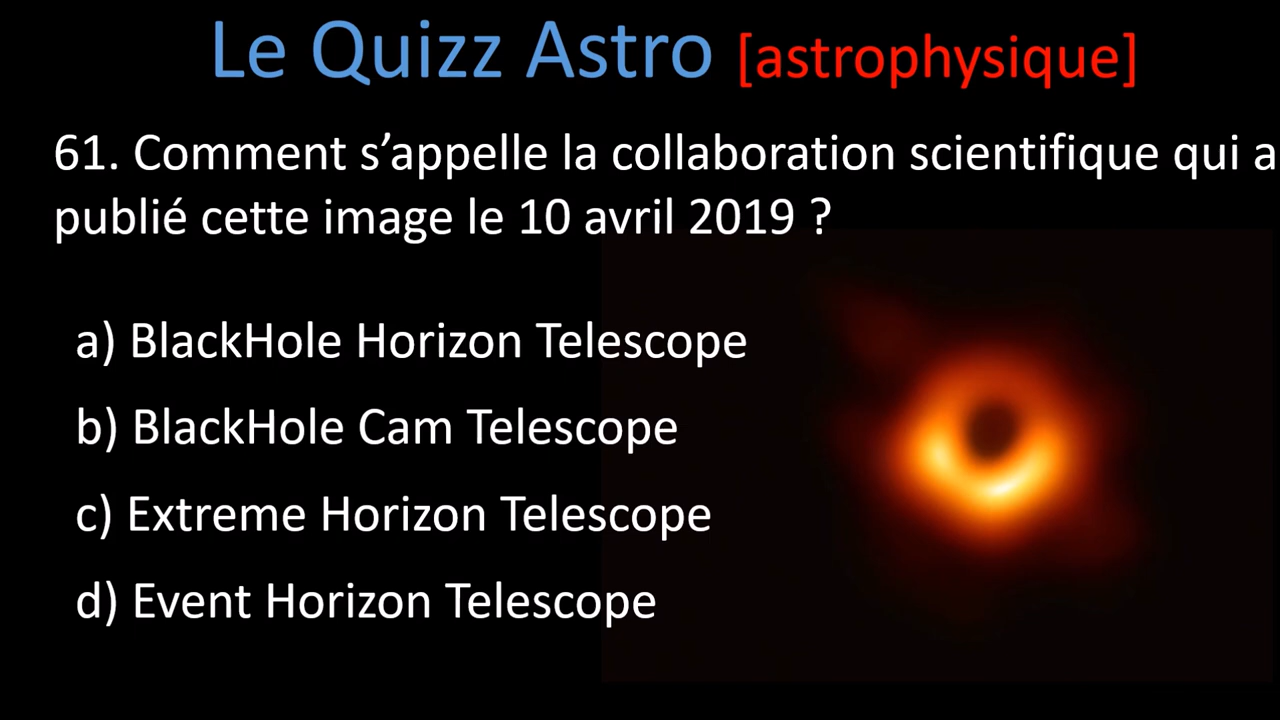 Le Quizz Astro [astrophysique]
61. Comment s’appelle la collaboration scientifique qui a
publié cette image le 10 avril 2019 ?
a) BlackHole Horizon Telescope
b) BlackHole Cam Telescope
c) Extreme Horizon Telescope
d) Event Horizon Telescope